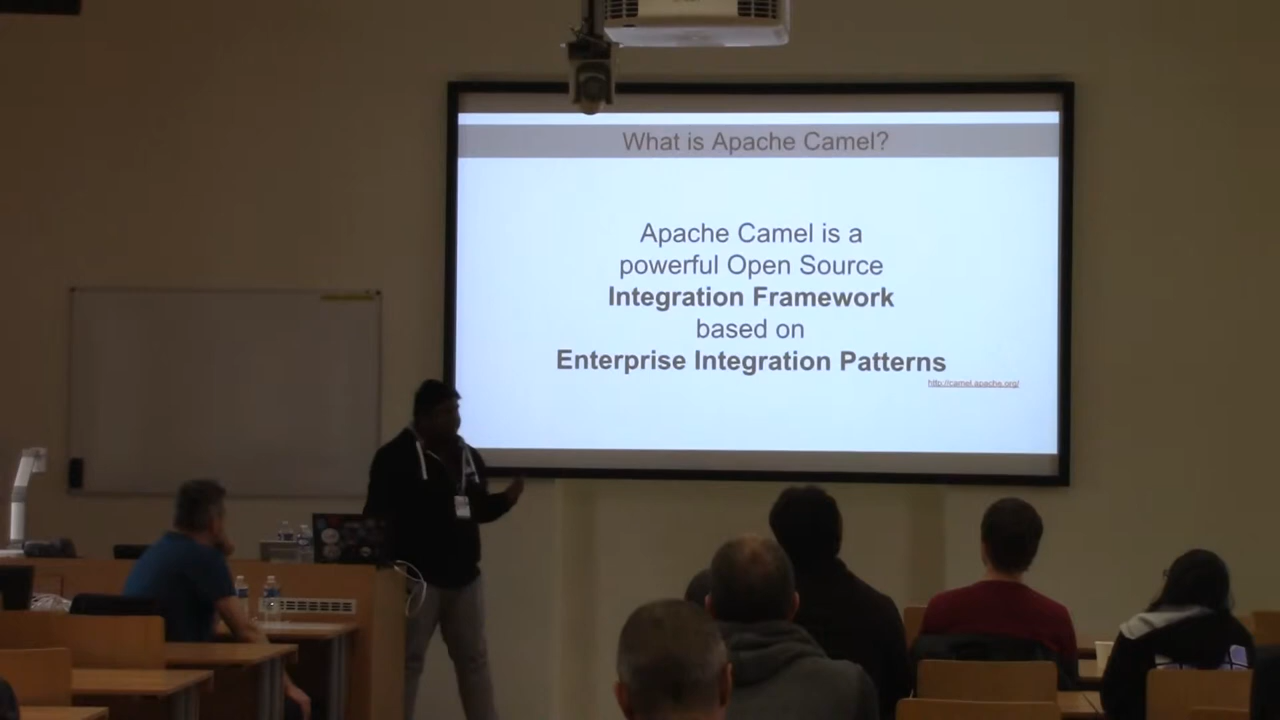 What is Apache Camel?
Apache Camel is a
powerful Open Source
Integration Framework
based on
Enterprise Integration Patterns
http://camel.apache.org/